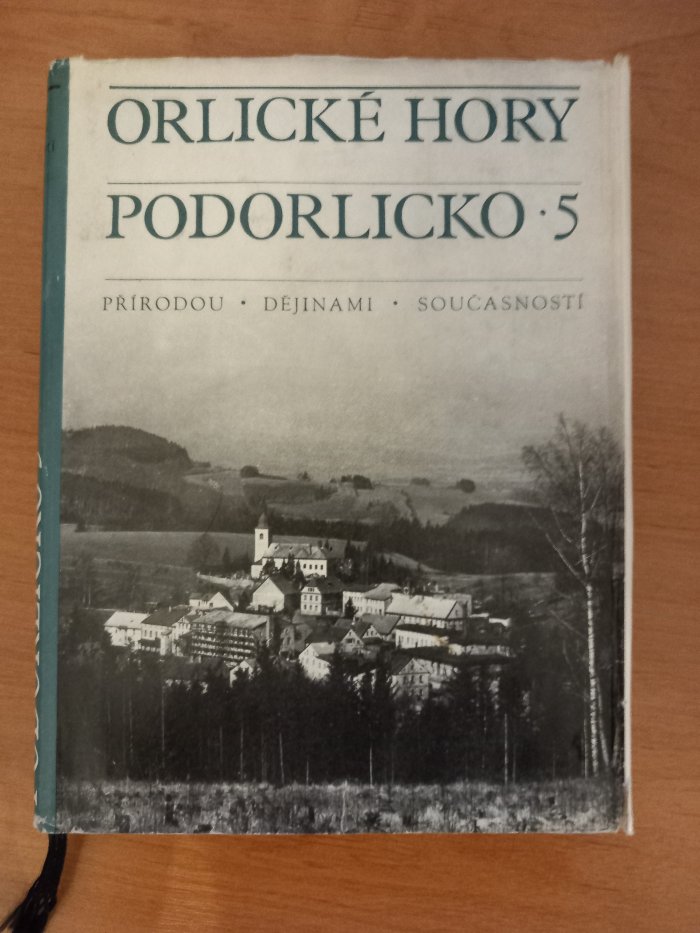 ORLICKÉ HORY
PODORLICKO · 5
PŘÍRODOU · DĚJINAMI · SOUČASNOSTÍ